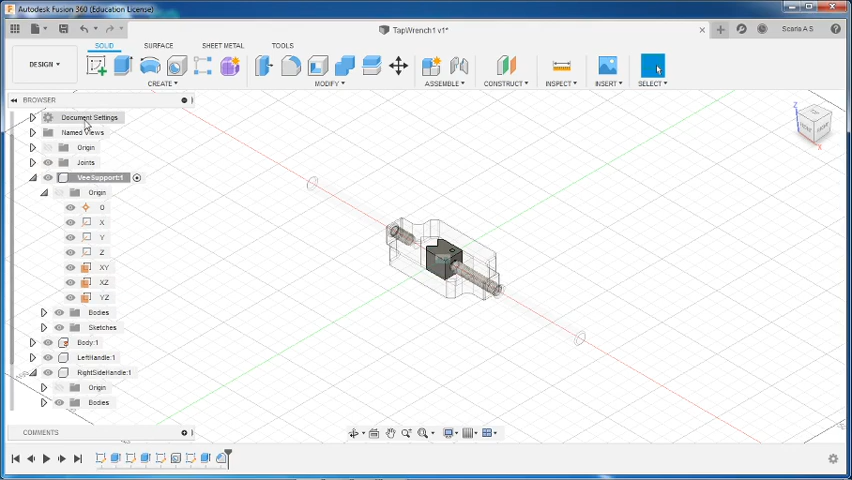 Autodesk Fusion 360 (Education License)
TapWrench1 v1*
Scaria A S
SOLID SURFACE SHEET METAL TOOLS
DESIGN
CREATE MODIFY ASSEMBLE CONSTRUCT INSPECT INSERT SELECT
BROWSER
Document Settings
Named Views
Origin
Joints
VeeSupport:1
Origin
O
X
Y
Z
XY
XZ
YZ
Bodies
Sketches
Body:1
LeftHandle:1
RightSideHandle:1
Origin
Bodies
COMMENTS
Z
X
TOP